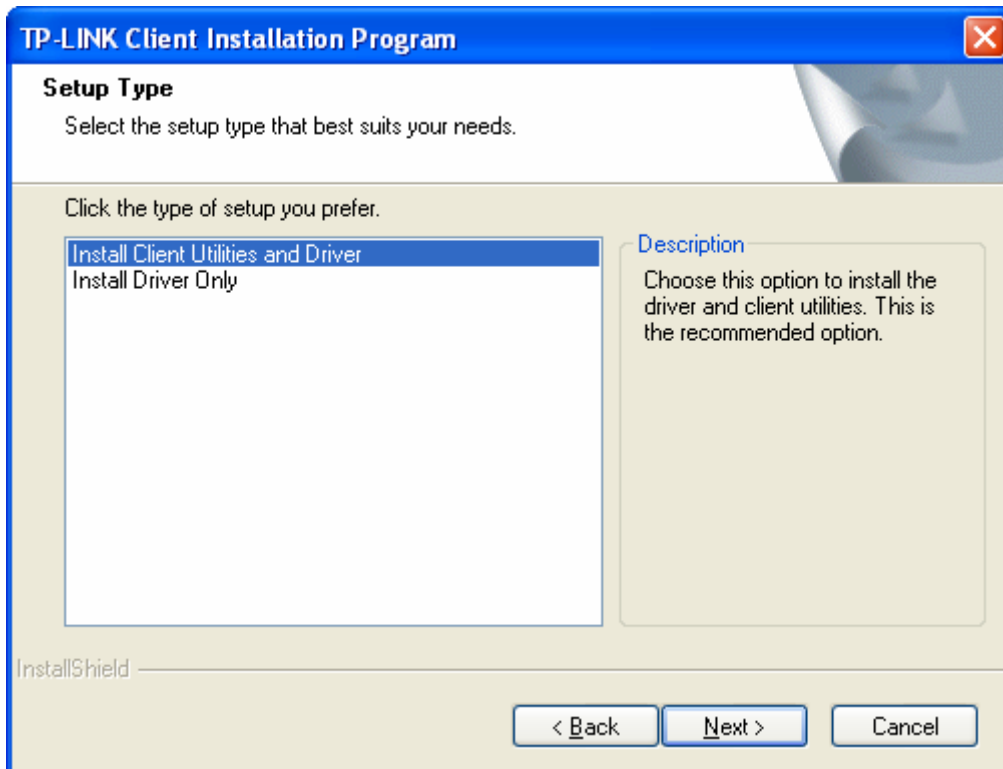 TP-LINK Client Installation Program
Setup Type
Select the setup type that best suits your needs.
Click the type of setup you prefer.
Install Client Utilities and Driver
Install Driver Only
Description
Choose this option to install the
driver and client utilities. This is
the recommended option.
InstallShield
< Back
Next >
Cancel